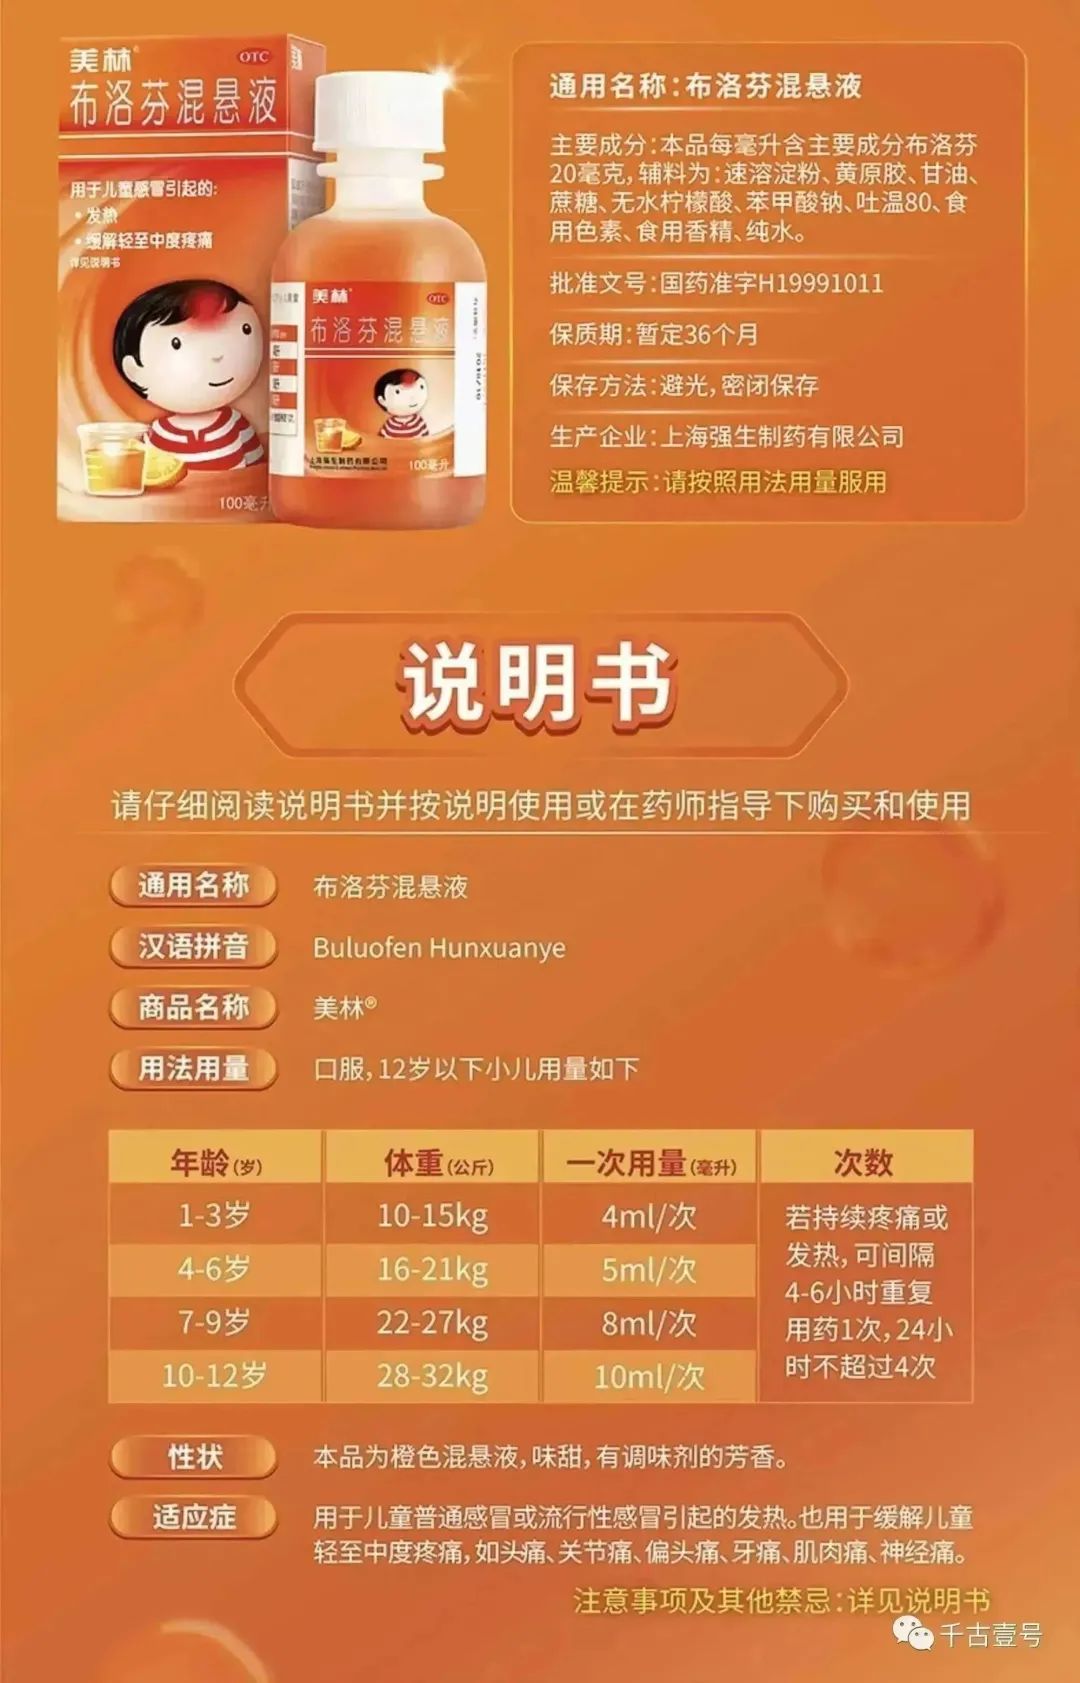 美林®
OTC
布洛芬混悬液
用于儿童感冒引起的:
• 发热
• 缓解轻至中度疼痛
详见说明书
100毫升
美林®
OTC
布洛芬混悬液
上海强生制药有限公司
100毫升
通用名称:布洛芬混悬液
主要成分:本品每毫升含主要成分布洛芬
20毫克,辅料为:速溶淀粉、黄原胶、甘油、
蔗糖、无水柠檬酸、苯甲酸钠、吐温80、食
用色素、食用香精、纯水。
批准文号:国药准字H19991011
保质期:暂定36个月
保存方法:避光,密闭保存
生产企业:上海强生制药有限公司
温馨提示:请按照用法用量服用
说明书
请仔细阅读说明书并按说明使用或在药师指导下购买和使用
通用名称 布洛芬混悬液
汉语拼音 Buluofen Hunxuanye
商品名称 美林®
用法用量 口服,12岁以下小儿用量如下
年龄(岁) 体重(公斤) 一次用量(毫升) 次数
1-3岁 10-15kg 4ml/次
4-6岁 16-21kg 5ml/次
7-9岁 22-27kg 8ml/次
10-12岁 28-32kg 10ml/次
若持续疼痛或
发热,可间隔
4-6小时重复
用药1次,24小
时不超过4次
性状 本品为橙色混悬液,味甜,有调味剂的芳香。
适应症 用于儿童普通感冒或流行性感冒引起的发热。也用于缓解儿童
轻至中度疼痛,如头痛、关节痛、偏头痛、牙痛、肌肉痛、神经痛。
注意事项及其他禁忌:详见说明书
千古壹号